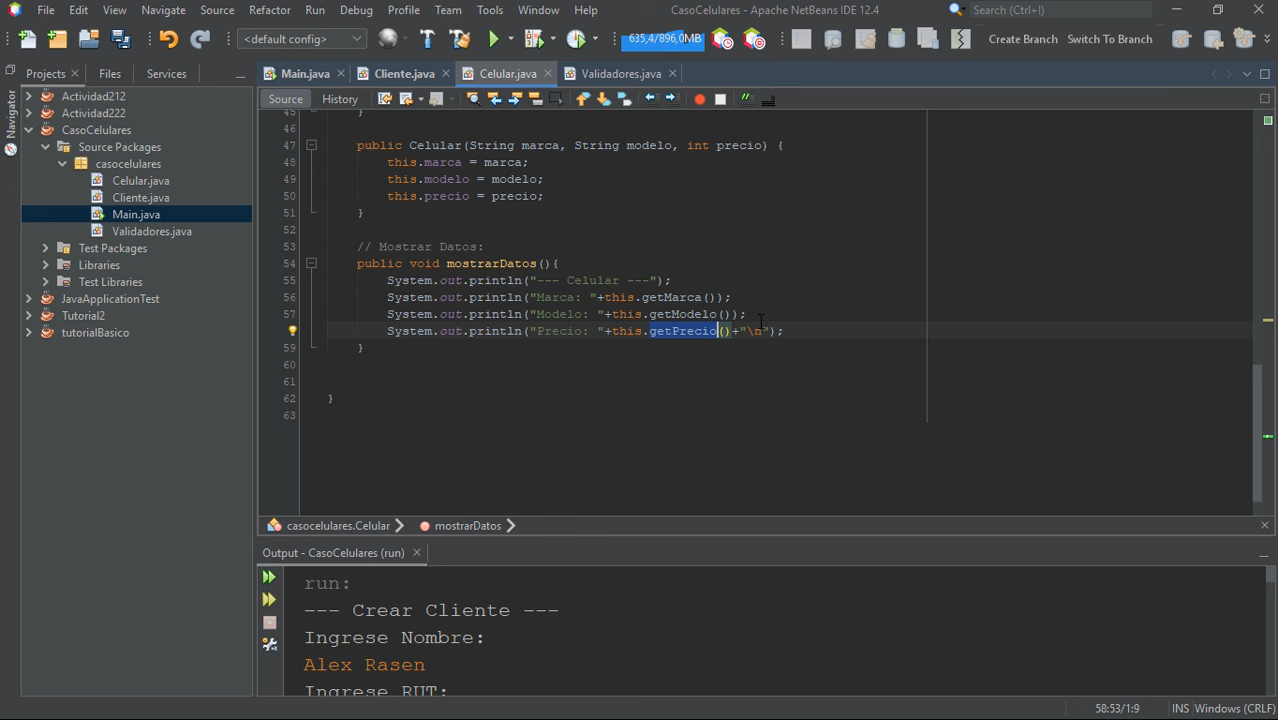 File Edit View Navigate Source Refactor Run Debug Profile Team Tools Window Help CasoCelulares - Apache NetBeans IDE 12.4 Search (Ctrl+I)
<default config> 635,4/896,0MB Create Branch Switch To Branch
Projects Files Services
Navigator
Main.java Cliente.java Celular.java Validadores.java
Source History
Actividad212
Actividad222
CasoCelulares
Source Packages
casocelulares
Celular.java
Cliente.java
Main.java
Validadores.java
Test Packages
Libraries
Test Libraries
JavaApplicationTest
Tutorial2
tutorialBasico
45 }
46
47 public Celular(String marca, String modelo, int precio) {
48 this.marca = marca;
49 this.modelo = modelo;
50 this.precio = precio;
51 }
52
53 // Mostrar Datos:
54 public void mostrarDatos(){
55 System.out.println("--- Celular ---");
56 System.out.println("Marca: "+this.getMarca());
57 System.out.println("Modelo: "+this.getModelo());
System.out.println("Precio: "+this.getPrecio()+"\n");
59 }
60
61
62 }
63
casocelulares.Celular mostrarDatos
Output - CasoCelulares (run)
run:
--- Crear Cliente ---
Ingrese Nombre:
Alex Rasen
Ingrese RUT:
58:53/1:9 INS Windows (CRLF)